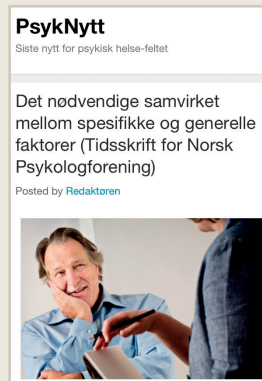 PsykNytt
Siste nytt for psykisk helse-feltet
Det nødvendige samvirket
mellom spesifikke og generelle
faktorer (Tidsskrift for Norsk
Psykologforening)
Posted by Redaktøren